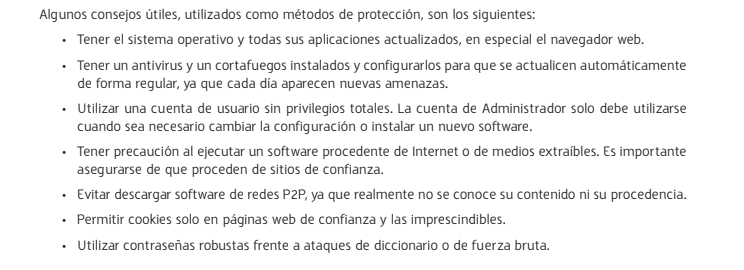 Algunos consejos útiles, utilizados como métodos de protección, son los siguientes:
• Tener el sistema operativo y todas sus aplicaciones actualizados, en especial el navegador web.
• Tener un antivirus y un cortafuegos instalados y configurarlos para que se actualicen automáticamente
de forma regular, ya que cada día aparecen nuevas amenazas.
• Utilizar una cuenta de usuario sin privilegios totales. La cuenta de Administrador solo debe utilizarse
cuando sea necesario cambiar la configuración o instalar un nuevo software.
• Tener precaución al ejecutar un software procedente de Internet o de medios extraíbles. Es importante
asegurarse de que proceden de sitios de confianza.
• Evitar descargar software de redes P2P, ya que realmente no se conoce su contenido ni su procedencia.
• Permitir cookies solo en páginas web de confianza y las imprescindibles.
• Utilizar contraseñas robustas frente a ataques de diccionario o de fuerza bruta.